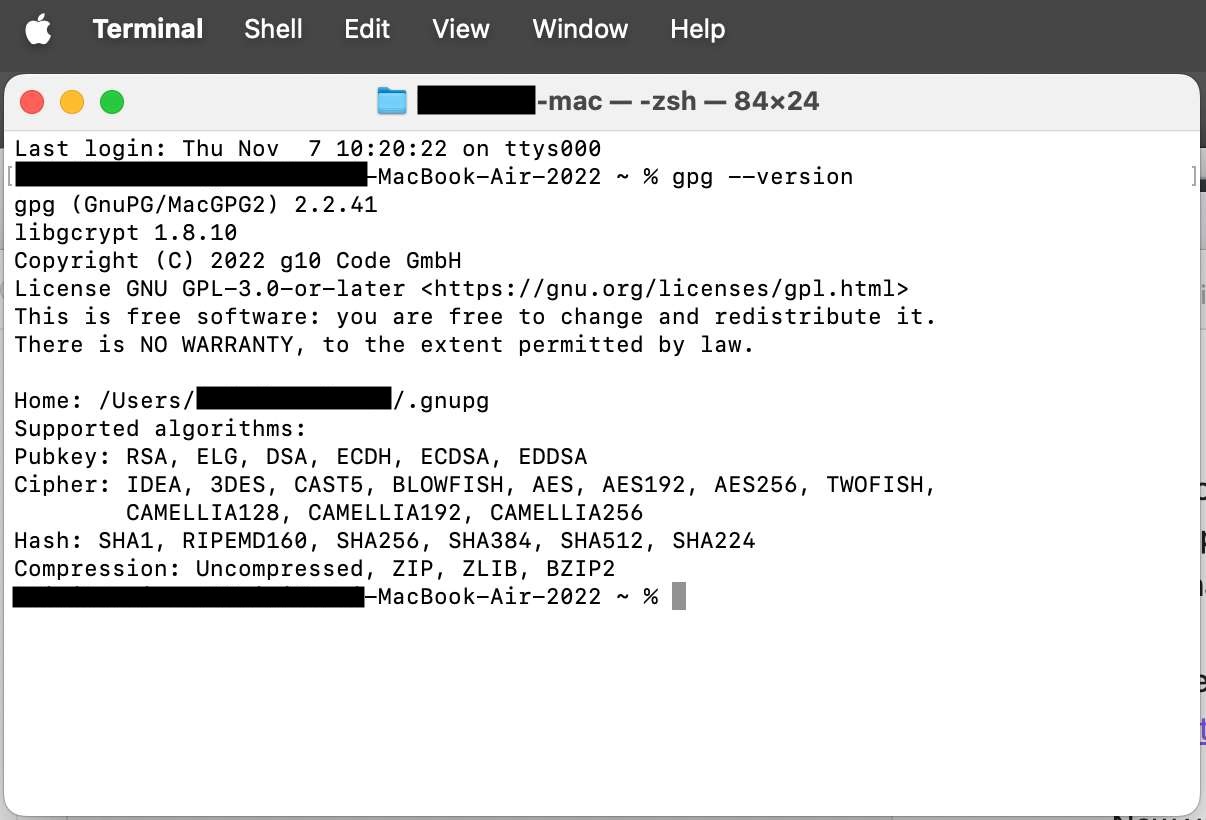 Terminal Shell Edit View Window Help
-mac — -zsh — 84×24
Last login: Thu Nov  7 10:20:22 on ttys000
-MacBook-Air-2022 ~ % gpg --version
gpg (GnuPG/MacGPG2) 2.2.41
libgcrypt 1.8.10
Copyright (C) 2022 g10 Code GmbH
License GNU GPL-3.0-or-later <https://gnu.org/licenses/gpl.html>
This is free software: you are free to change and redistribute it.
There is NO WARRANTY, to the extent permitted by law.

Home: /Users/ /.gnupg
Supported algorithms:
Pubkey: RSA, ELG, DSA, ECDH, ECDSA, EDDSA
Cipher: IDEA, 3DES, CAST5, BLOWFISH, AES, AES192, AES256, TWOFISH,
        CAMELLIA128, CAMELLIA192, CAMELLIA256
Hash: SHA1, RIPEMD160, SHA256, SHA384, SHA512, SHA224
Compression: Uncompressed, ZIP, ZLIB, BZIP2
-MacBook-Air-2022 ~ %